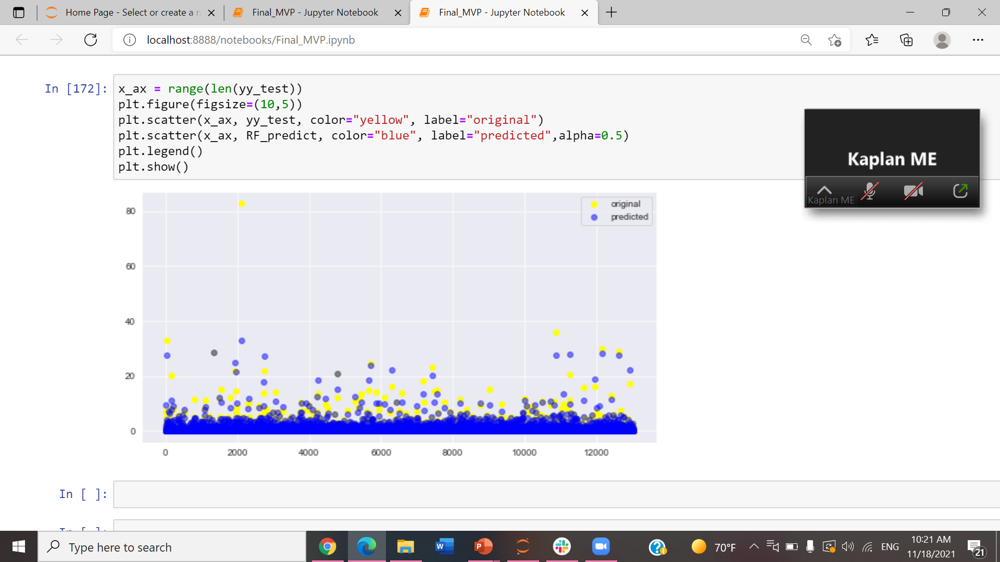 Home Page - Select or create a n
Final_MVP - Jupyter Notebook
Final_MVP - Jupyter Notebook
localhost:8888/notebooks/Final_MVP.ipynb
In [172]:
x_ax = range(len(yy_test))
plt.figure(figsize=(10,5))
plt.scatter(x_ax, yy_test, color="yellow", label="original")
plt.scatter(x_ax, RF_predict, color="blue", label="predicted",alpha=0.5)
plt.legend()
plt.show()
Kaplan ME
Kaplan ME
original
predicted
80
60
40
20
0
0 2000 4000 6000 8000 10000 12000
In [ ]:
In [ ]:
Type here to search
70°F
ENG
10:21 AM
11/18/2021
21